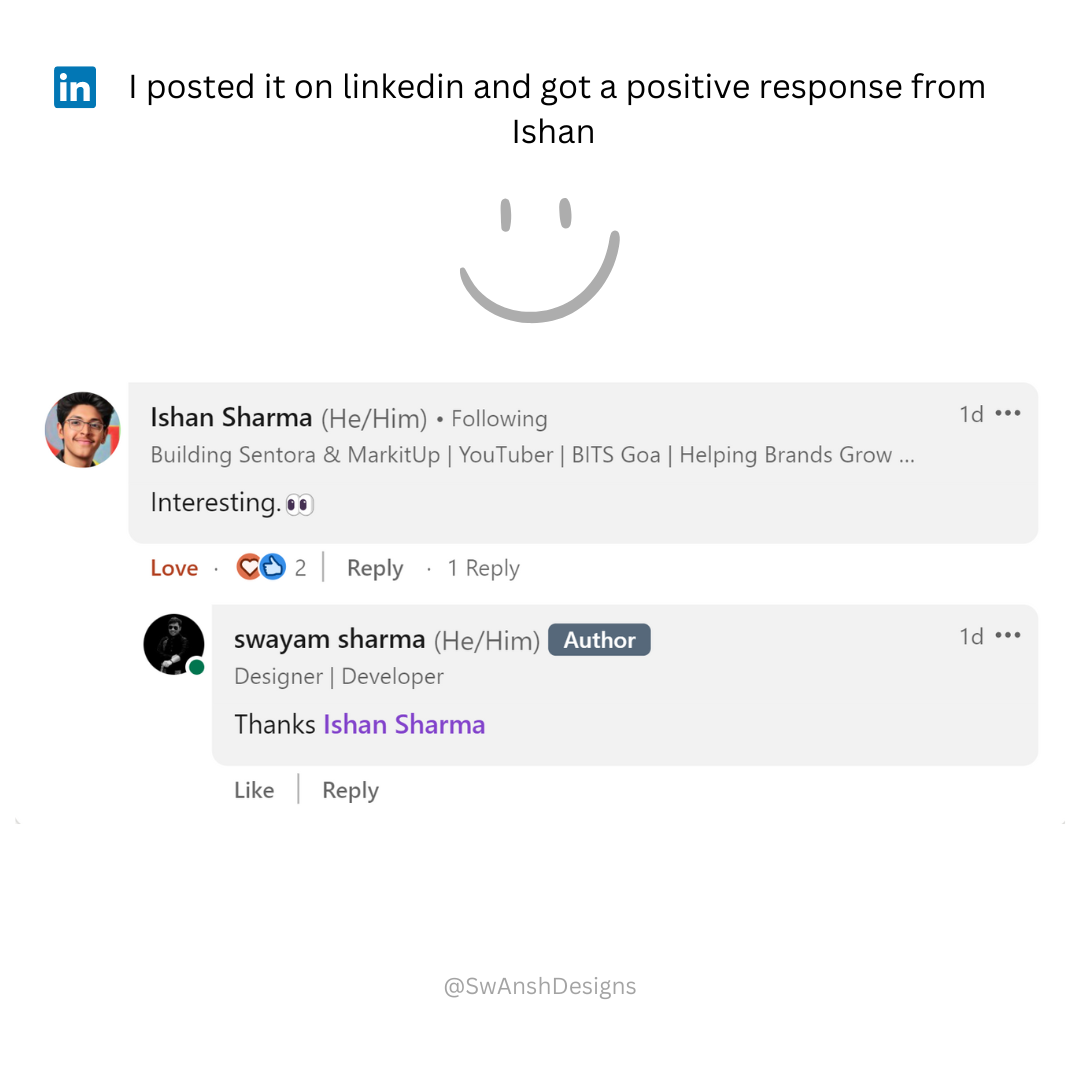 in I posted it on linkedin and got a positive response from
Ishan
Ishan Sharma (He/Him) • Following 1d •••
Building Sentora & MarkitUp | YouTuber | BITS Goa | Helping Brands Grow ...
Interesting.👀
Love · 2 | Reply · 1 Reply
swayam sharma (He/Him) Author 1d •••
Designer | Developer
Thanks Ishan Sharma
Like | Reply
@SwAnshDesigns